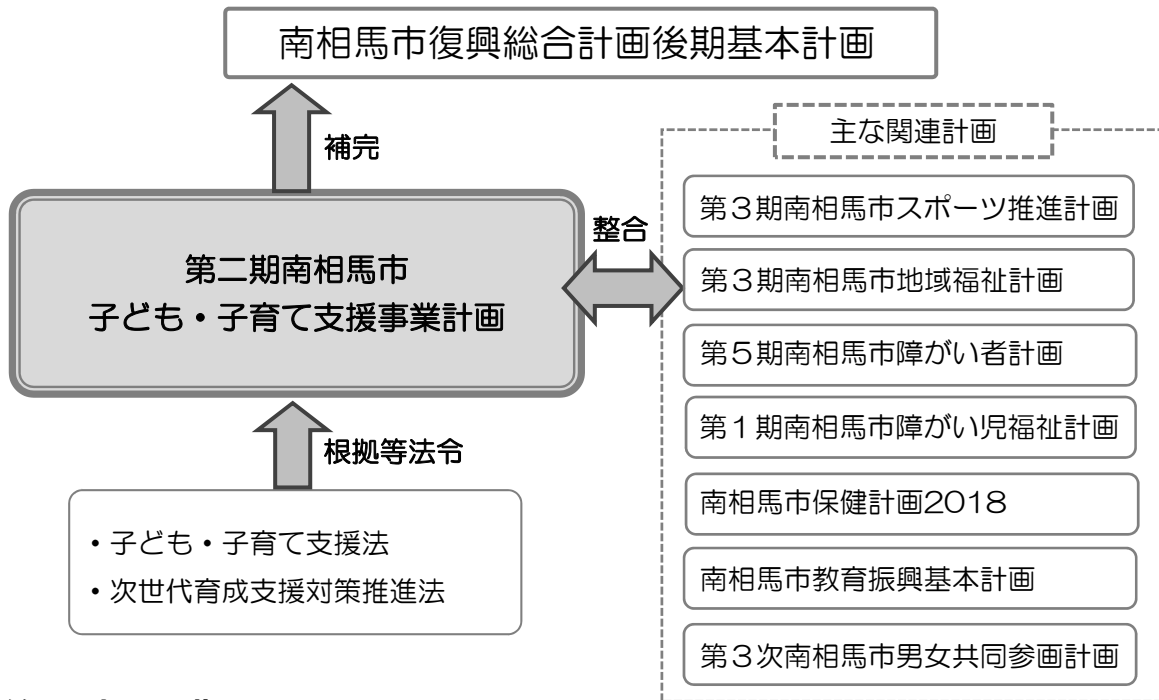 南相馬市復興総合計画後期基本計画
補完
主な関連計画
第二期南相馬市
子ども・子育て支援事業計画
整合
第３期南相馬市スポーツ推進計画
第３期南相馬市地域福祉計画
第５期南相馬市障がい者計画
第１期南相馬市障がい児福祉計画
南相馬市保健計画2018
南相馬市教育振興基本計画
第３次南相馬市男女共同参画計画
根拠等法令
・子ども・子育て支援法
・次世代育成支援対策推進法